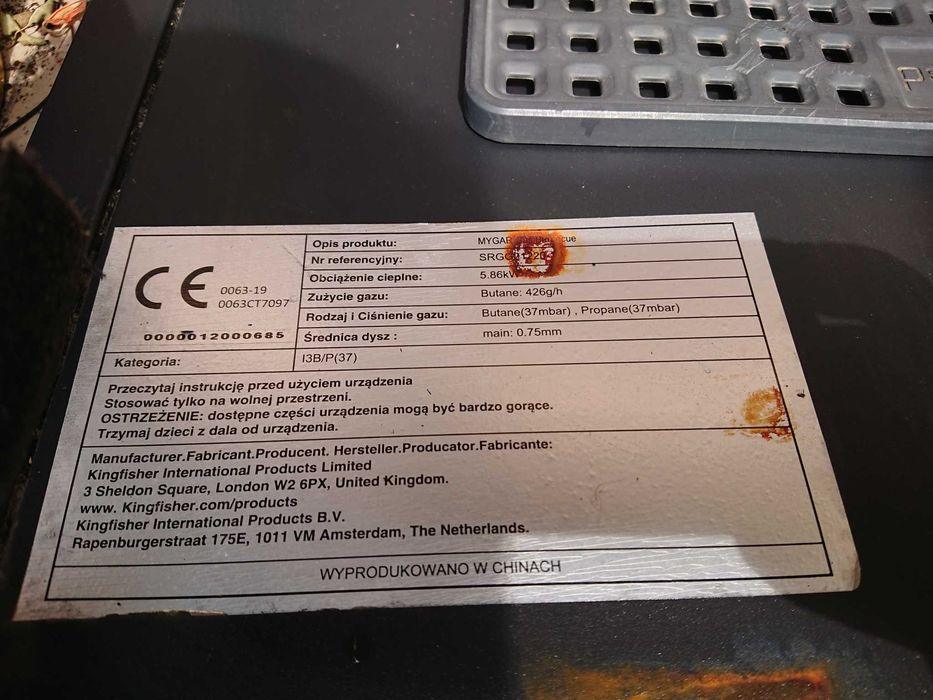 CE
0063-19
0063CT7097
0000012000685
Opis produktu:
Nr referencyjny:
Obciążenie cieplne: 5.86kW
Zużycie gazu: Butane: 426g/h
Rodzaj i Ciśnienie gazu: Butane(37mbar) , Propane(37mbar)
Średnica dysz : main: 0.75mm
Kategoria: I3B/P(37)
Przeczytaj instrukcję przed użyciem urządzenia
Stosować tylko na wolnej przestrzeni.
OSTRZEŻENIE: dostępne części urządzenia mogą być bardzo gorące.
Trzymaj dzieci z dala od urządzenia.
Manufacturer.Fabricant.Producent. Hersteller.Producator.Fabricante:
Kingfisher International Products Limited
3 Sheldon Square, London W2 6PX, United Kingdom.
www. Kingfisher.com/products
Kingfisher International Products B.V.
Rapenburgerstraat 175E, 1011 VM Amsterdam, The Netherlands.
WYPRODUKOWANO W CHINACH